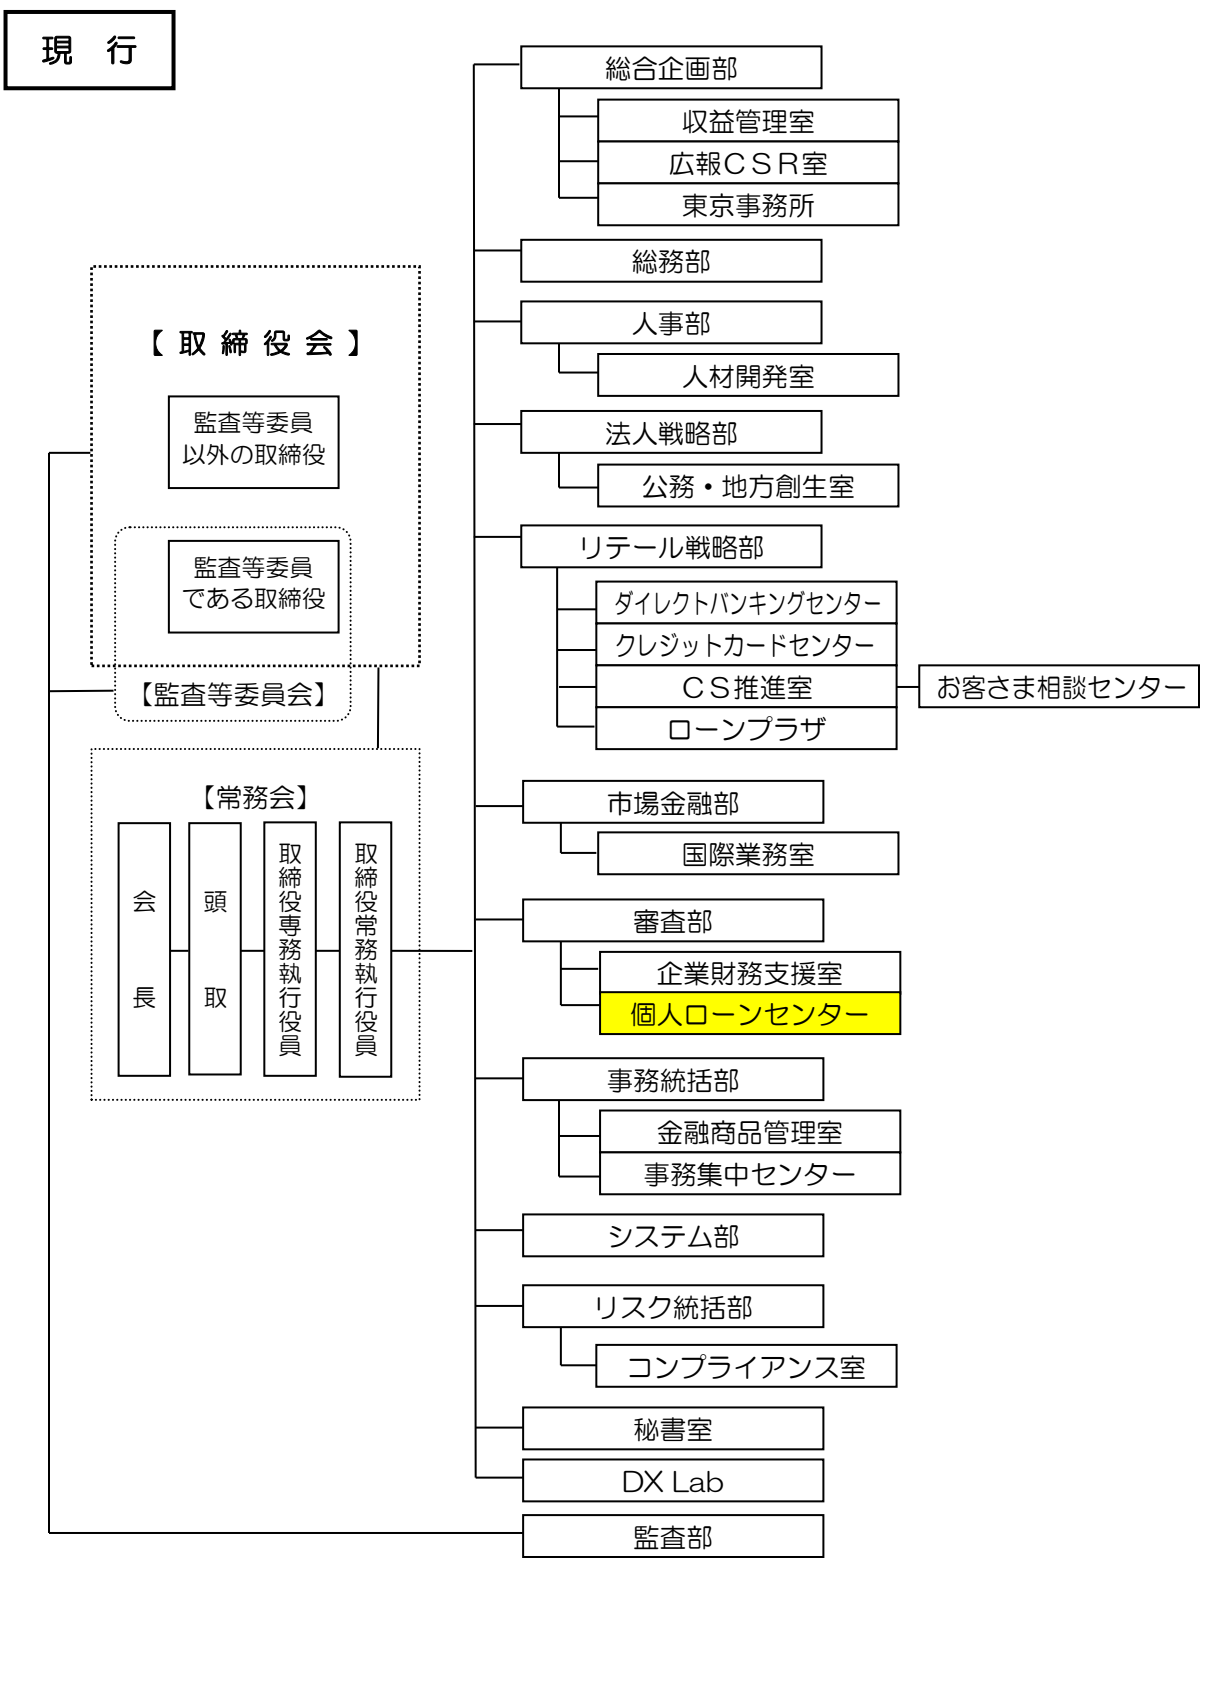 現 行
総合企画部
収益管理室
広報ＣＳＲ室
東京事務所
総務部
人事部
人材開発室
法人戦略部
公務・地方創生室
リテール戦略部
ダイレクトバンキングセンター
クレジットカードセンター
ＣＳ推進室
お客さま相談センター
ローンプラザ
市場金融部
国際業務室
審査部
企業財務支援室
個人ローンセンター
事務統括部
金融商品管理室
事務集中センター
システム部
リスク統括部
コンプライアンス室
秘書室
DX Lab
監査部
【 取 締 役 会 】
監査等委員
以外の取締役
監査等委員
である取締役
【監査等委員会】
【常務会】
会長
頭取
取締役専務執行役員
取締役常務執行役員